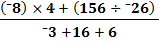 (⁻8) × 4 + (156 ÷ ⁻26)
⁻3 + 16 + 6